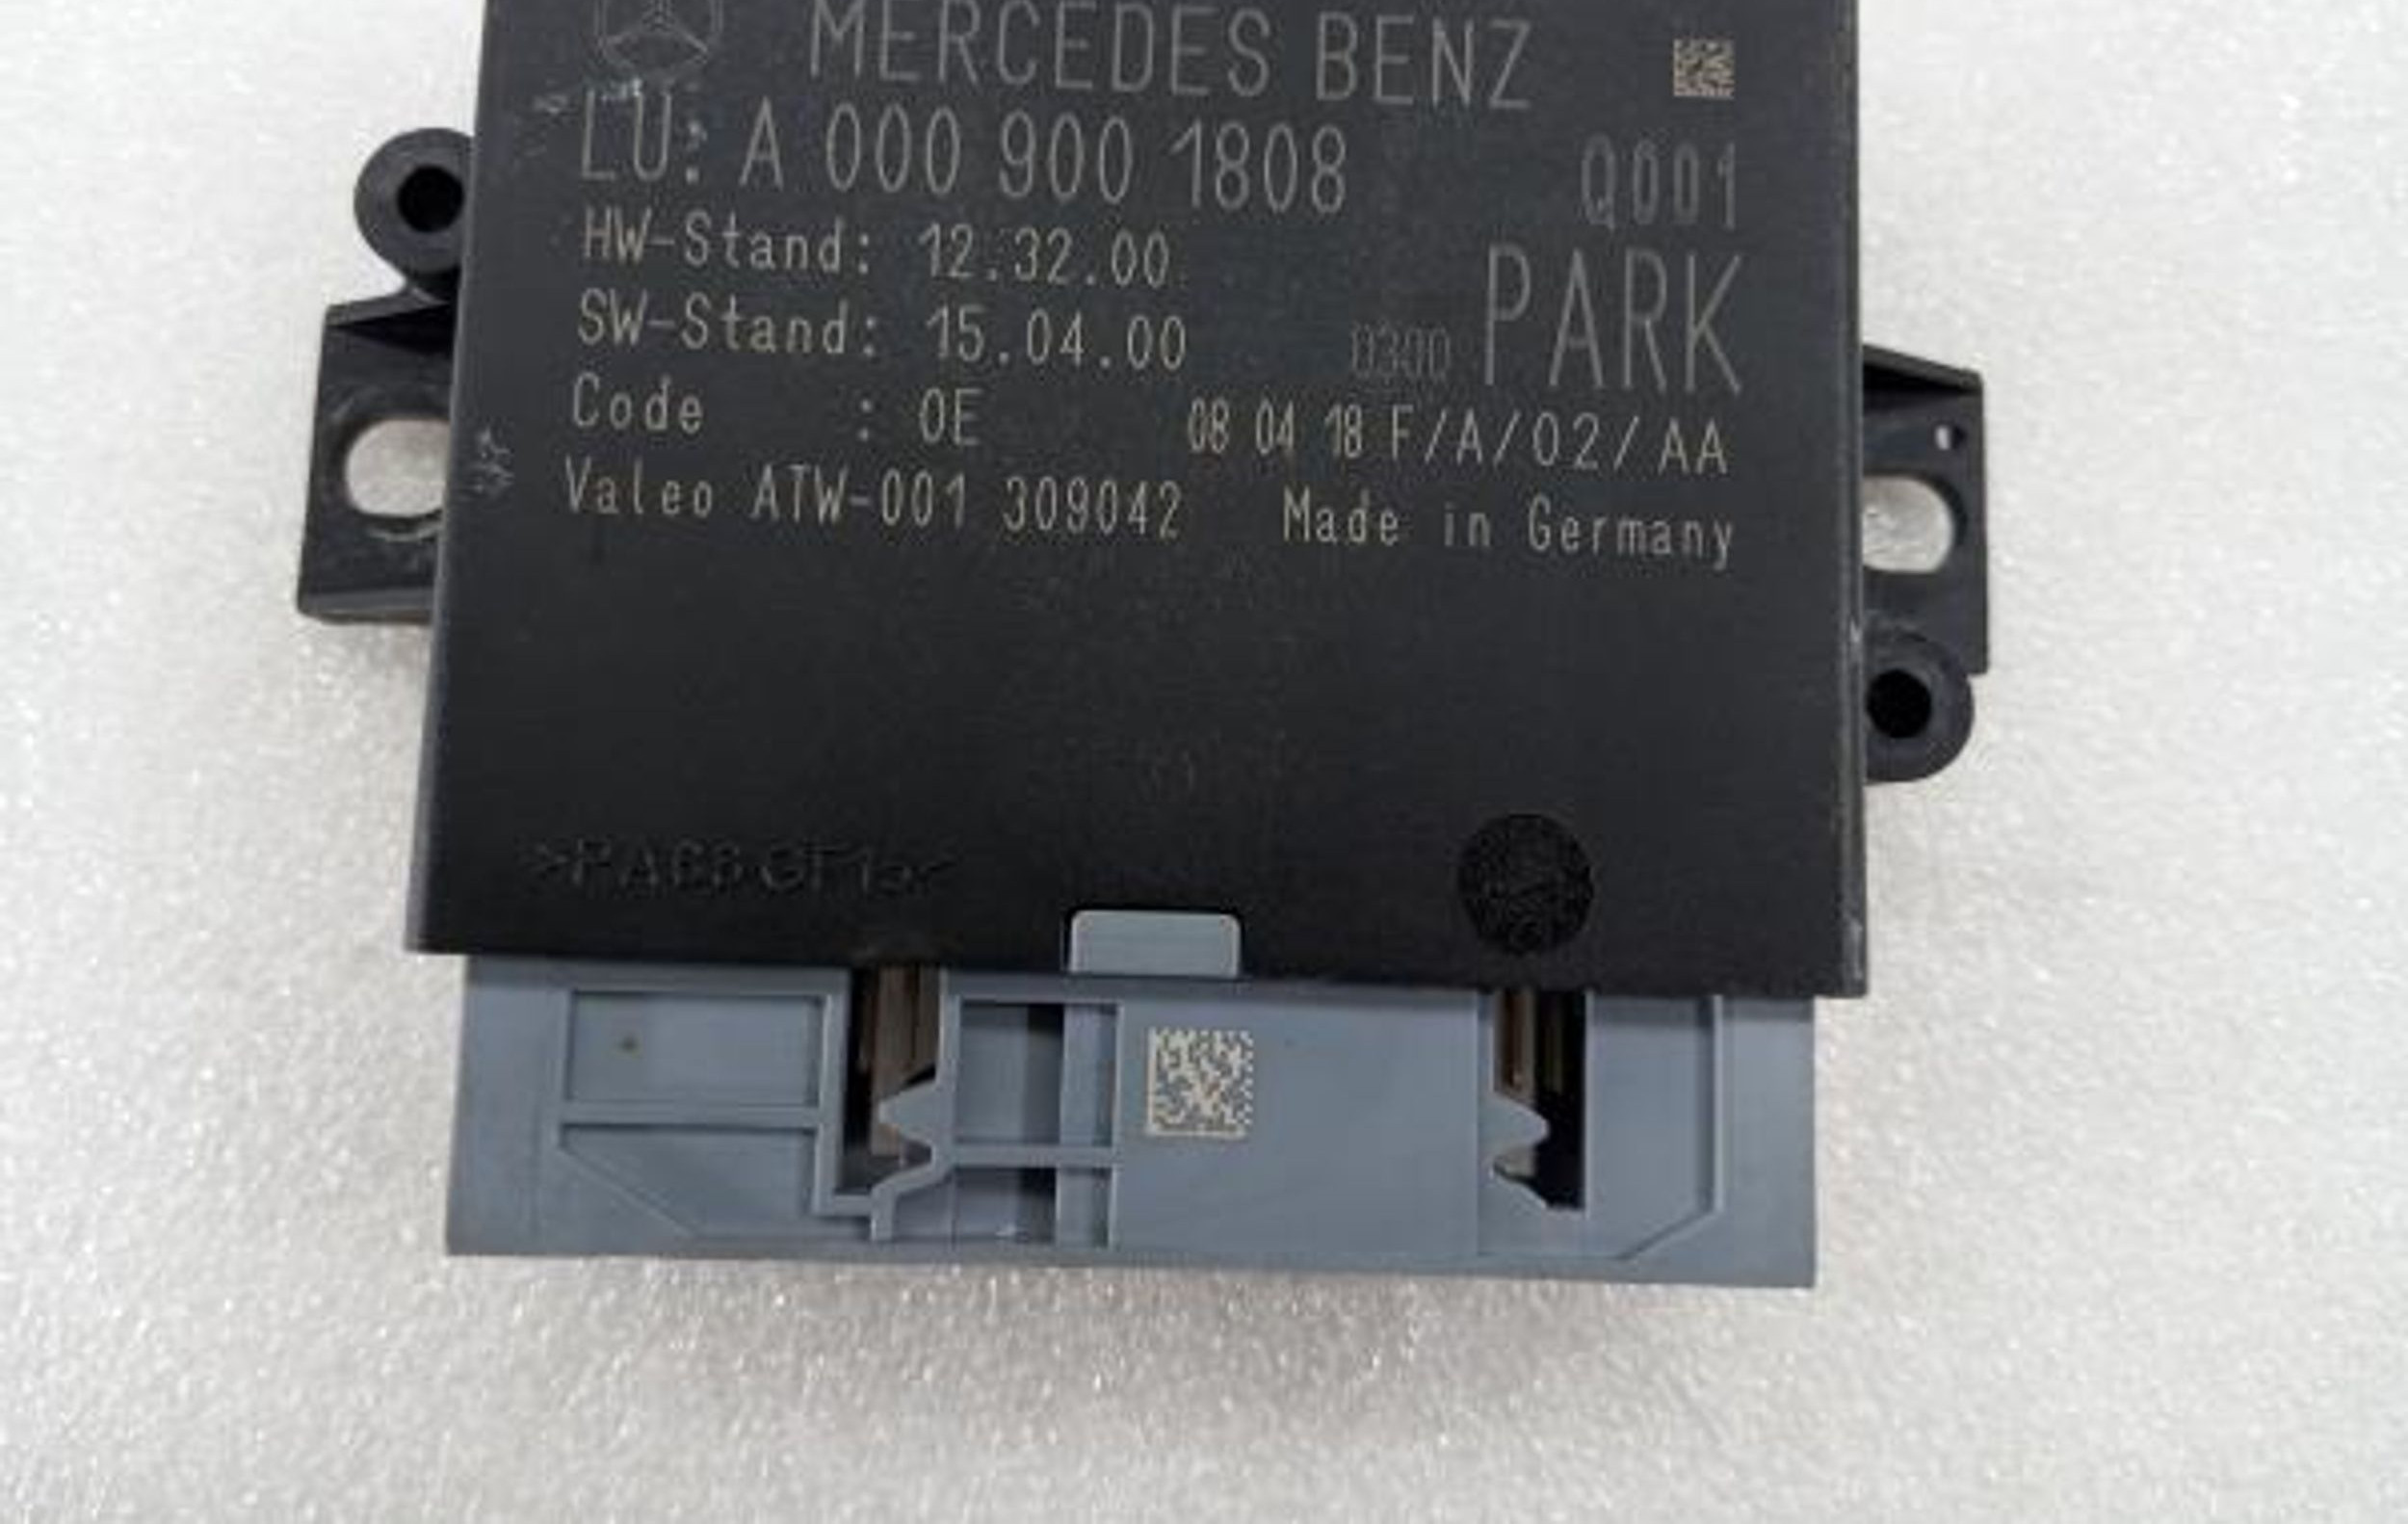 MERCEDES BENZ
LU: A 000 900 1808 Q001
HW-Stand: 12.32.00
SW-Stand: 15.04.00 PARK
Code : 0E 08 04 18 F/A/02/AA
Valeo ATW-001 309042 Made in Germany